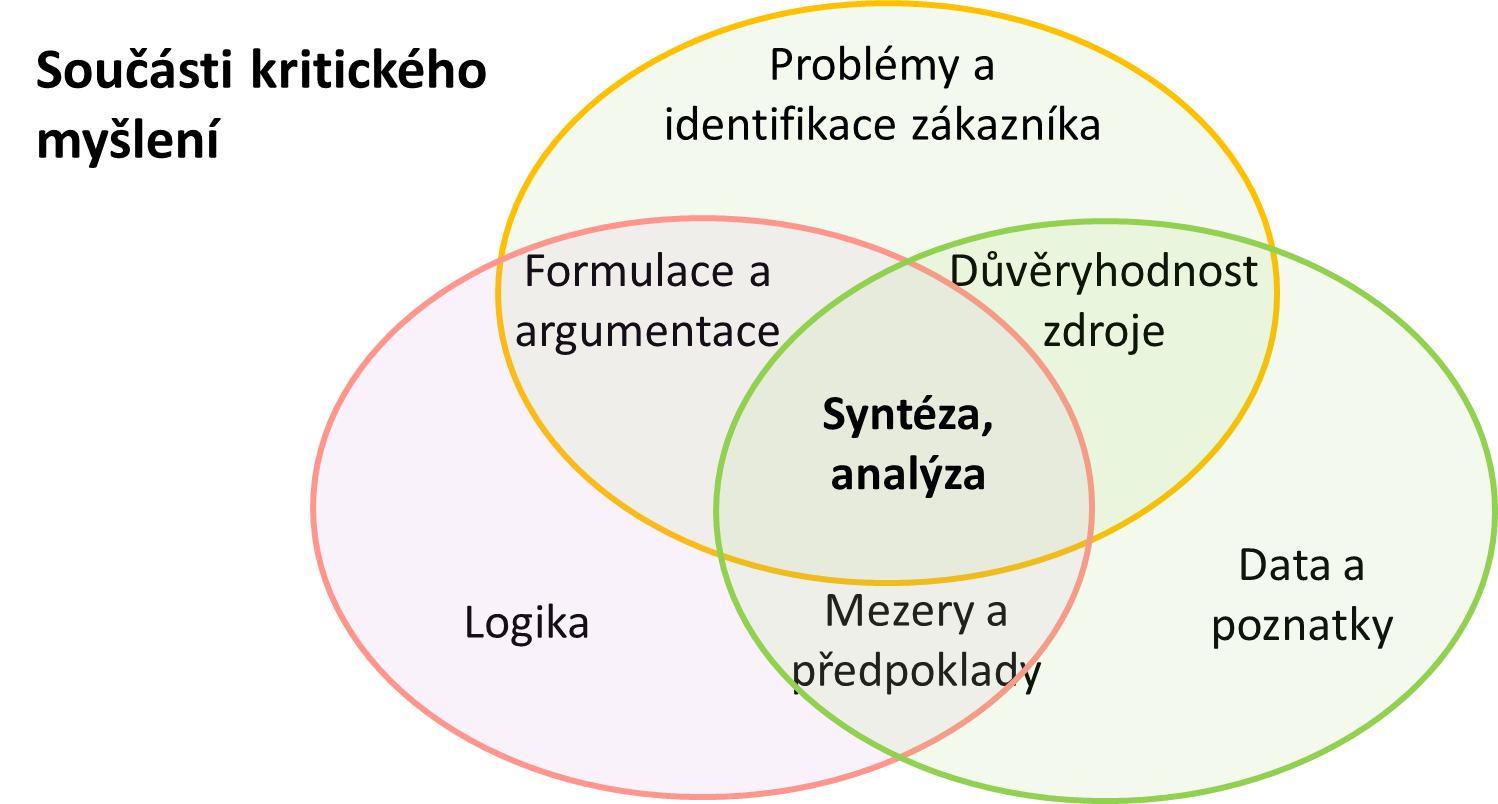 Součásti kritického
myšlení
Problémy a
identifikace zákazníka
Formulace a
argumentace
Důvěryhodnost
zdroje
Syntéza,
analýza
Logika
Mezery a
předpoklady
Data a
poznatky